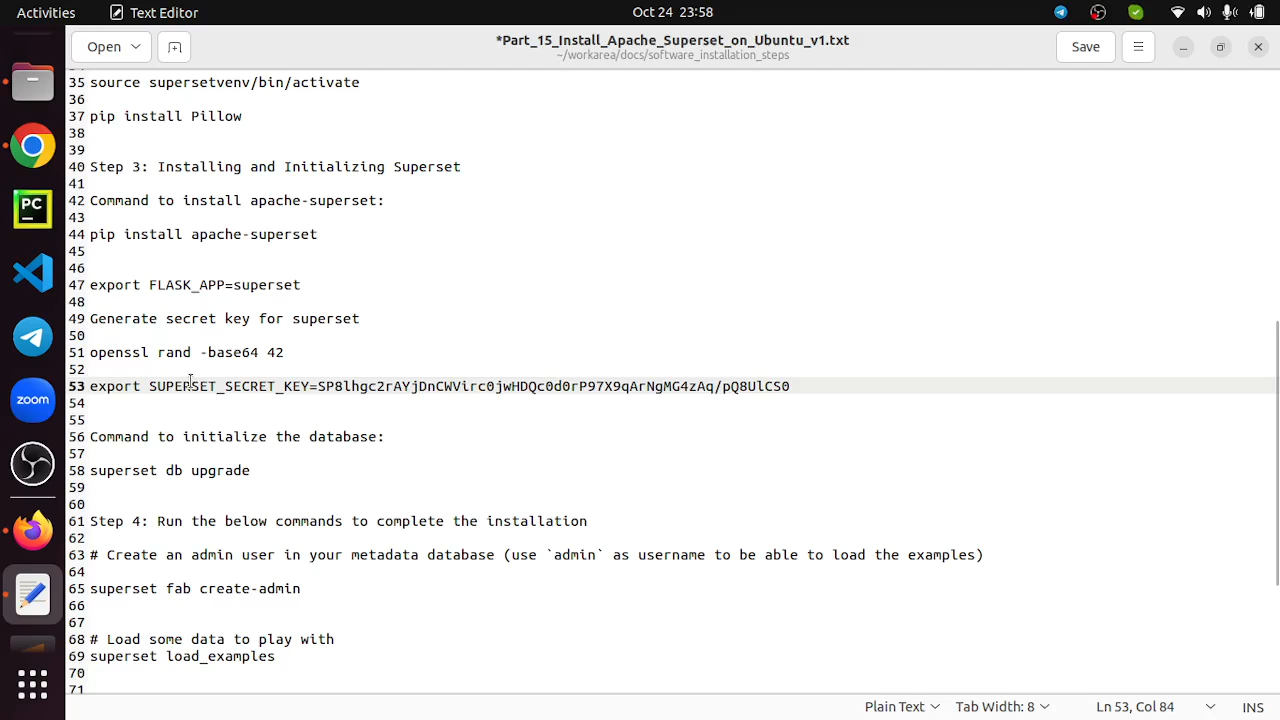 Activities Text Editor Oct 24 23:58
Open *Part_15_Install_Apache_Superset_on_Ubuntu_v1.txt Save
~/workarea/docs/software_installation_steps
35 source supersetvenv/bin/activate
36
37 pip install Pillow
38
39
40 Step 3: Installing and Initializing Superset
41
42 Command to install apache-superset:
43
44 pip install apache-superset
45
46
47 export FLASK_APP=superset
48
49 Generate secret key for superset
50
51 openssl rand -base64 42
52
53 export SUPERSET_SECRET_KEY=SP8lhgc2rAYjDnCWVirc0jwHDQc0d0rP97X9qArNgMG4zAq/pQ8UlCS0
54
55
56 Command to initialize the database:
57
58 superset db upgrade
59
60
61 Step 4: Run the below commands to complete the installation
62
63 # Create an admin user in your metadata database (use `admin` as username to be able to load the examples)
64
65 superset fab create-admin
66
67
68 # Load some data to play with
69 superset load_examples
70
71
PC
zoom
Plain Text Tab Width: 8 Ln 53, Col 84 INS